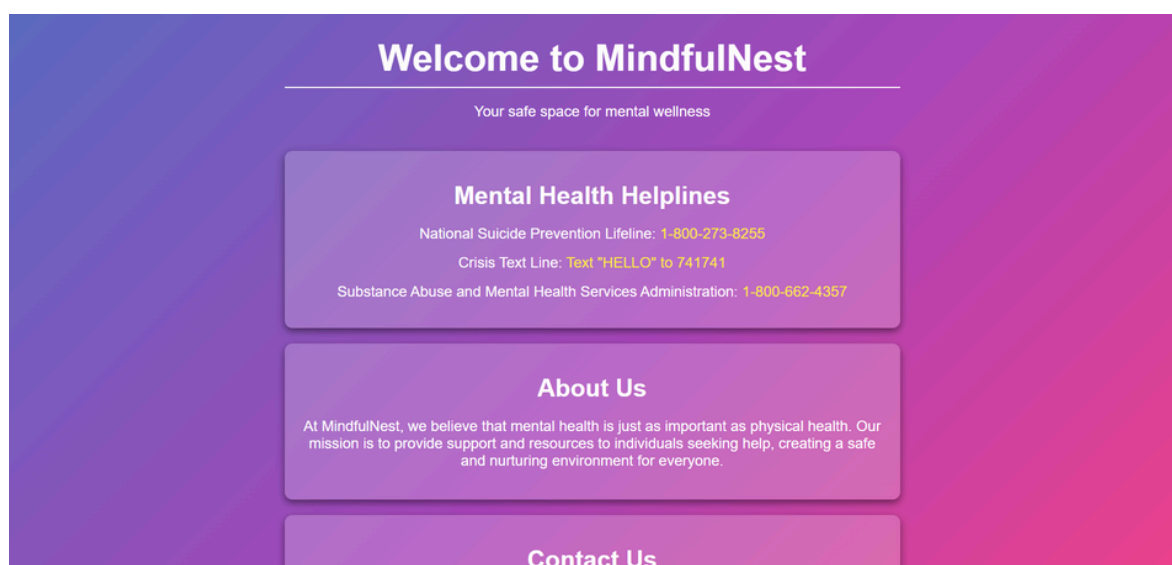 Welcome to MindfulNest
Your safe space for mental wellness
Mental Health Helplines
National Suicide Prevention Lifeline: 1-800-273-8255
Crisis Text Line: Text "HELLO" to 741741
Substance Abuse and Mental Health Services Administration: 1-800-662-4357
About Us
At MindfulNest, we believe that mental health is just as important as physical health. Our
mission is to provide support and resources to individuals seeking help, creating a safe
and nurturing environment for everyone.
Contact Us